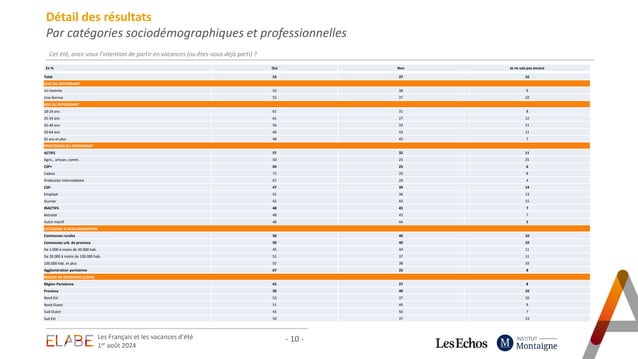 Détail des résultats
Par catégories sociodémographiques et professionnelles
Cet été, avez-vous l'intention de partir en vacances (ou êtes-vous déjà parti) ?
En % Oui Non Je ne sais pas encore
Total 53 37 10
SEXE DU REPONDANT
Un homme 53 38 9
Une femme 53 37 10
AGE DU REPONDANT
18-24 ans 61 31 8
25-34 ans 61 27 12
35-49 ans 56 33 11
50-64 ans 46 43 11
65 ans et plus 48 45 7
PROFESSION DU REPONDANT
ACTIFS 57 32 11
Agric., artisan, comm. 50 25 25
CSP+ 69 25 6
Cadres 72 20 8
Profession intermédiaire 67 29 4
CSP- 47 39 14
Employé 51 36 13
Ouvrier 42 43 15
INACTIFS 48 45 7
Retraité 48 45 7
Autre inactif 48 44 8
CATEGORIE D'AGGLOMERATION
Communes rurales 50 40 10
Communes urb. de province 50 40 10
De 2.000 à moins de 20.000 hab. 45 44 11
De 20.000 à moins de 100.000 hab. 52 37 11
100.000 hab. et plus 52 38 10
Agglomération parisienne 67 25 8
REGION DE RESIDENCE (UDA5)
Région Parisienne 65 27 8
Province 50 40 10
Nord-Est 53 37 10
Nord-Ouest 51 40 9
Sud-Ouest 43 50 7
Sud-Est 50 37 13
ELABE
Les Français et les vacances d'été
1er août 2024
- 10 -
Les Echos
INSTITUT
Montaigne